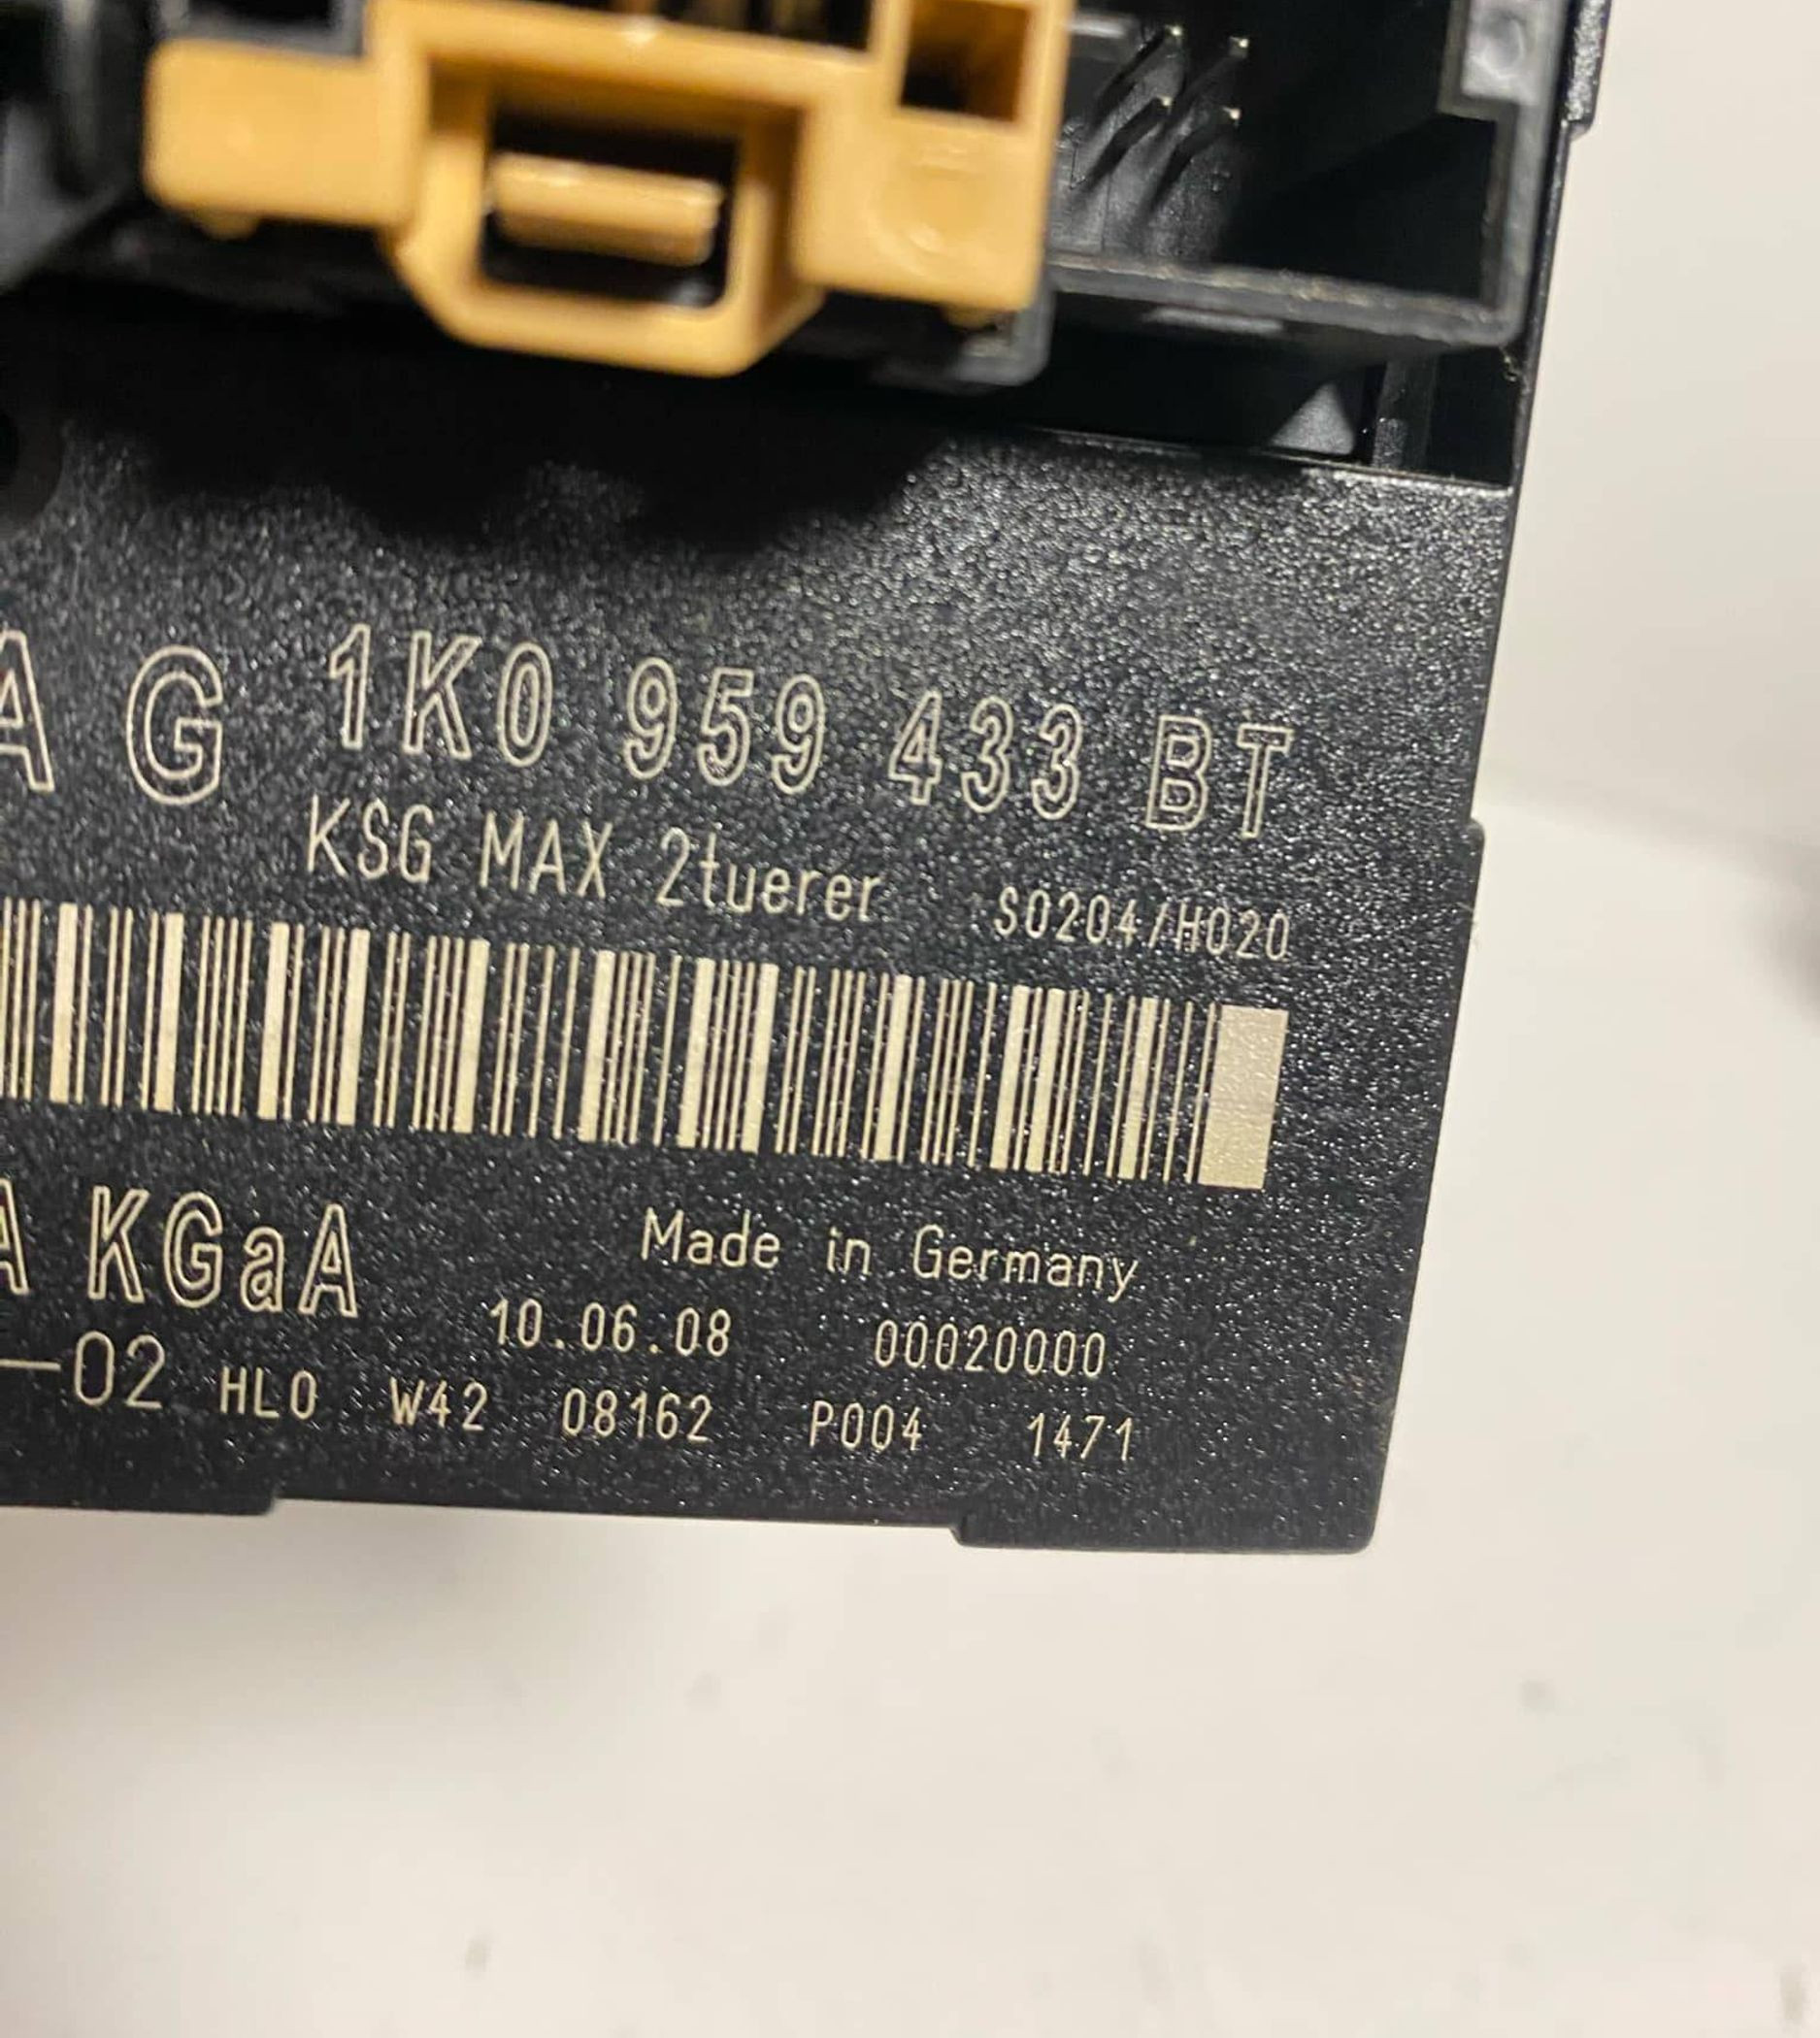 AG 1K0 959 433 BT
KSG MAX 2tuerer S0204/H020
A KGaA Made in Germany
10.06.08 00020000
-02 HL0 W42 08162 P004 1471